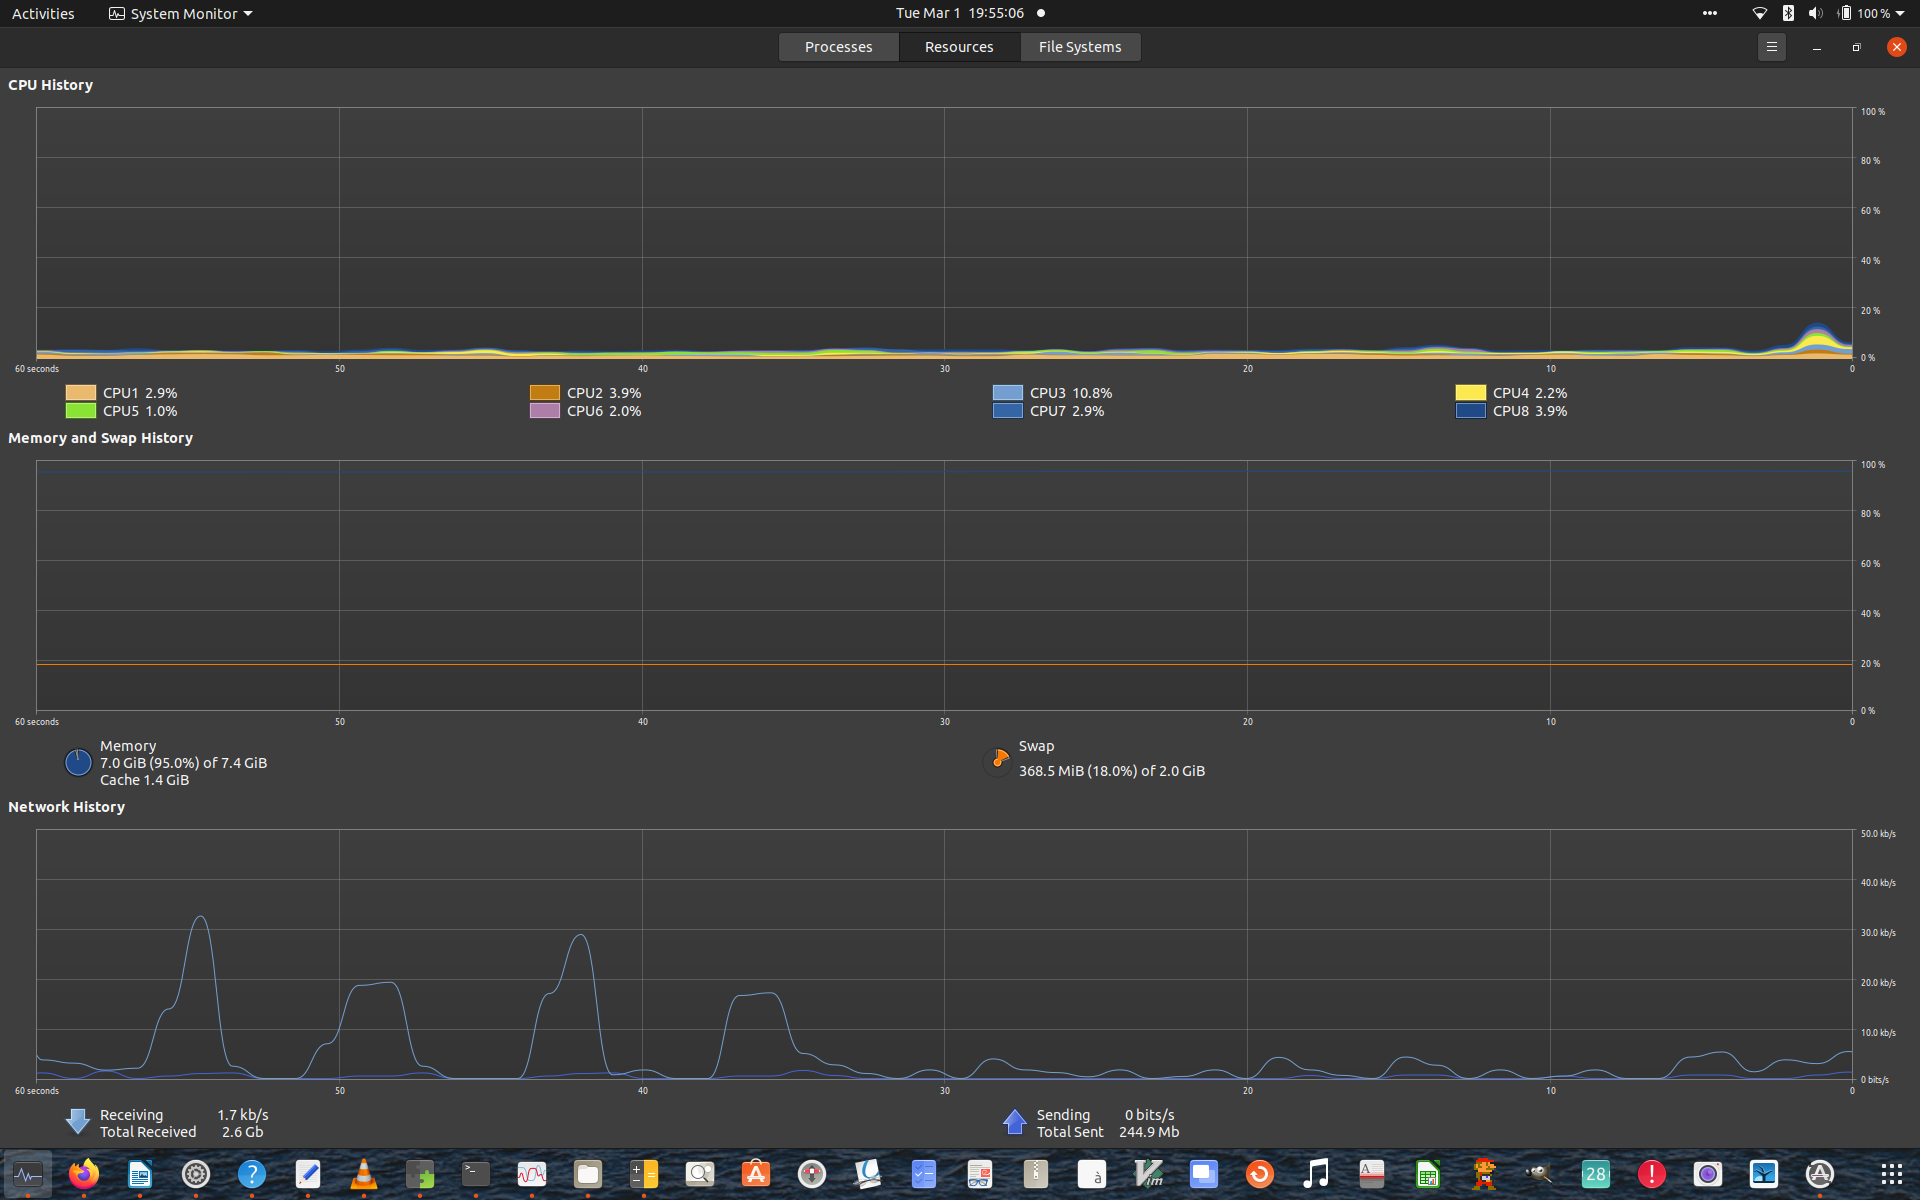 Activities System Monitor Tue Mar 1 19:55:06 100 %
Processes Resources File Systems
CPU History
100 %
80 %
60 %
40 %
20 %
0 %
60 seconds 50 40 30 20 10 0
CPU1 2.9% CPU2 3.9% CPU3 10.8% CPU4 2.2%
CPU5 1.0% CPU6 2.0% CPU7 2.9% CPU8 3.9%
Memory and Swap History
100 %
80 %
60 %
40 %
20 %
0 %
60 seconds 50 40 30 20 10 0
Memory
7.0 GiB (95.0%) of 7.4 GiB
Cache 1.4 GiB
Swap
368.5 MiB (18.0%) of 2.0 GiB
Network History
50.0 kb/s
40.0 kb/s
30.0 kb/s
20.0 kb/s
10.0 kb/s
0 bits/s
60 seconds 50 40 30 20 10 0
Receiving 1.7 kb/s
Total Received 2.6 Gb
Sending 0 bits/s
Total Sent 244.9 Mb
? >_ à Vim A 28 !